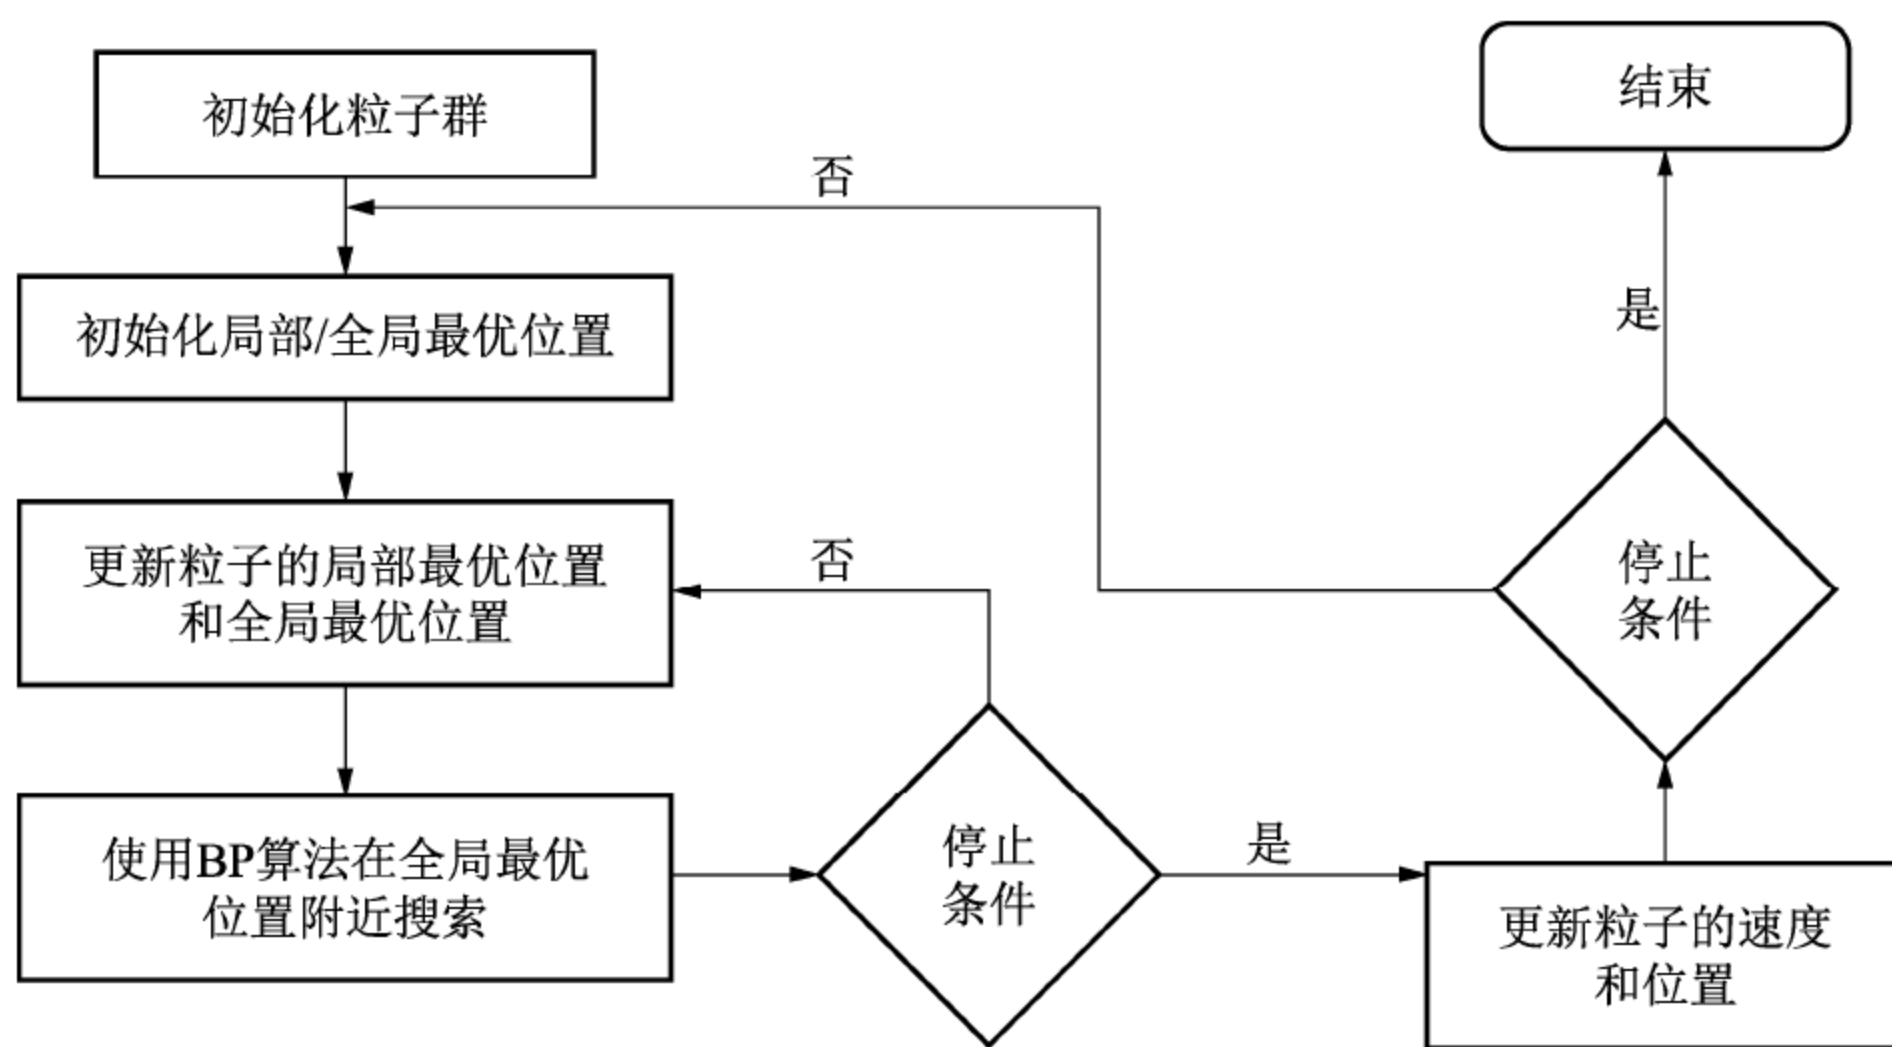 初始化粒子群
结束
否
初始化局部/全局最优位置
是
更新粒子的局部最优位置
和全局最优位置
否
停止
条件
使用BP算法在全局最优
位置附近搜索
停止
条件
是
更新粒子的速度
和位置